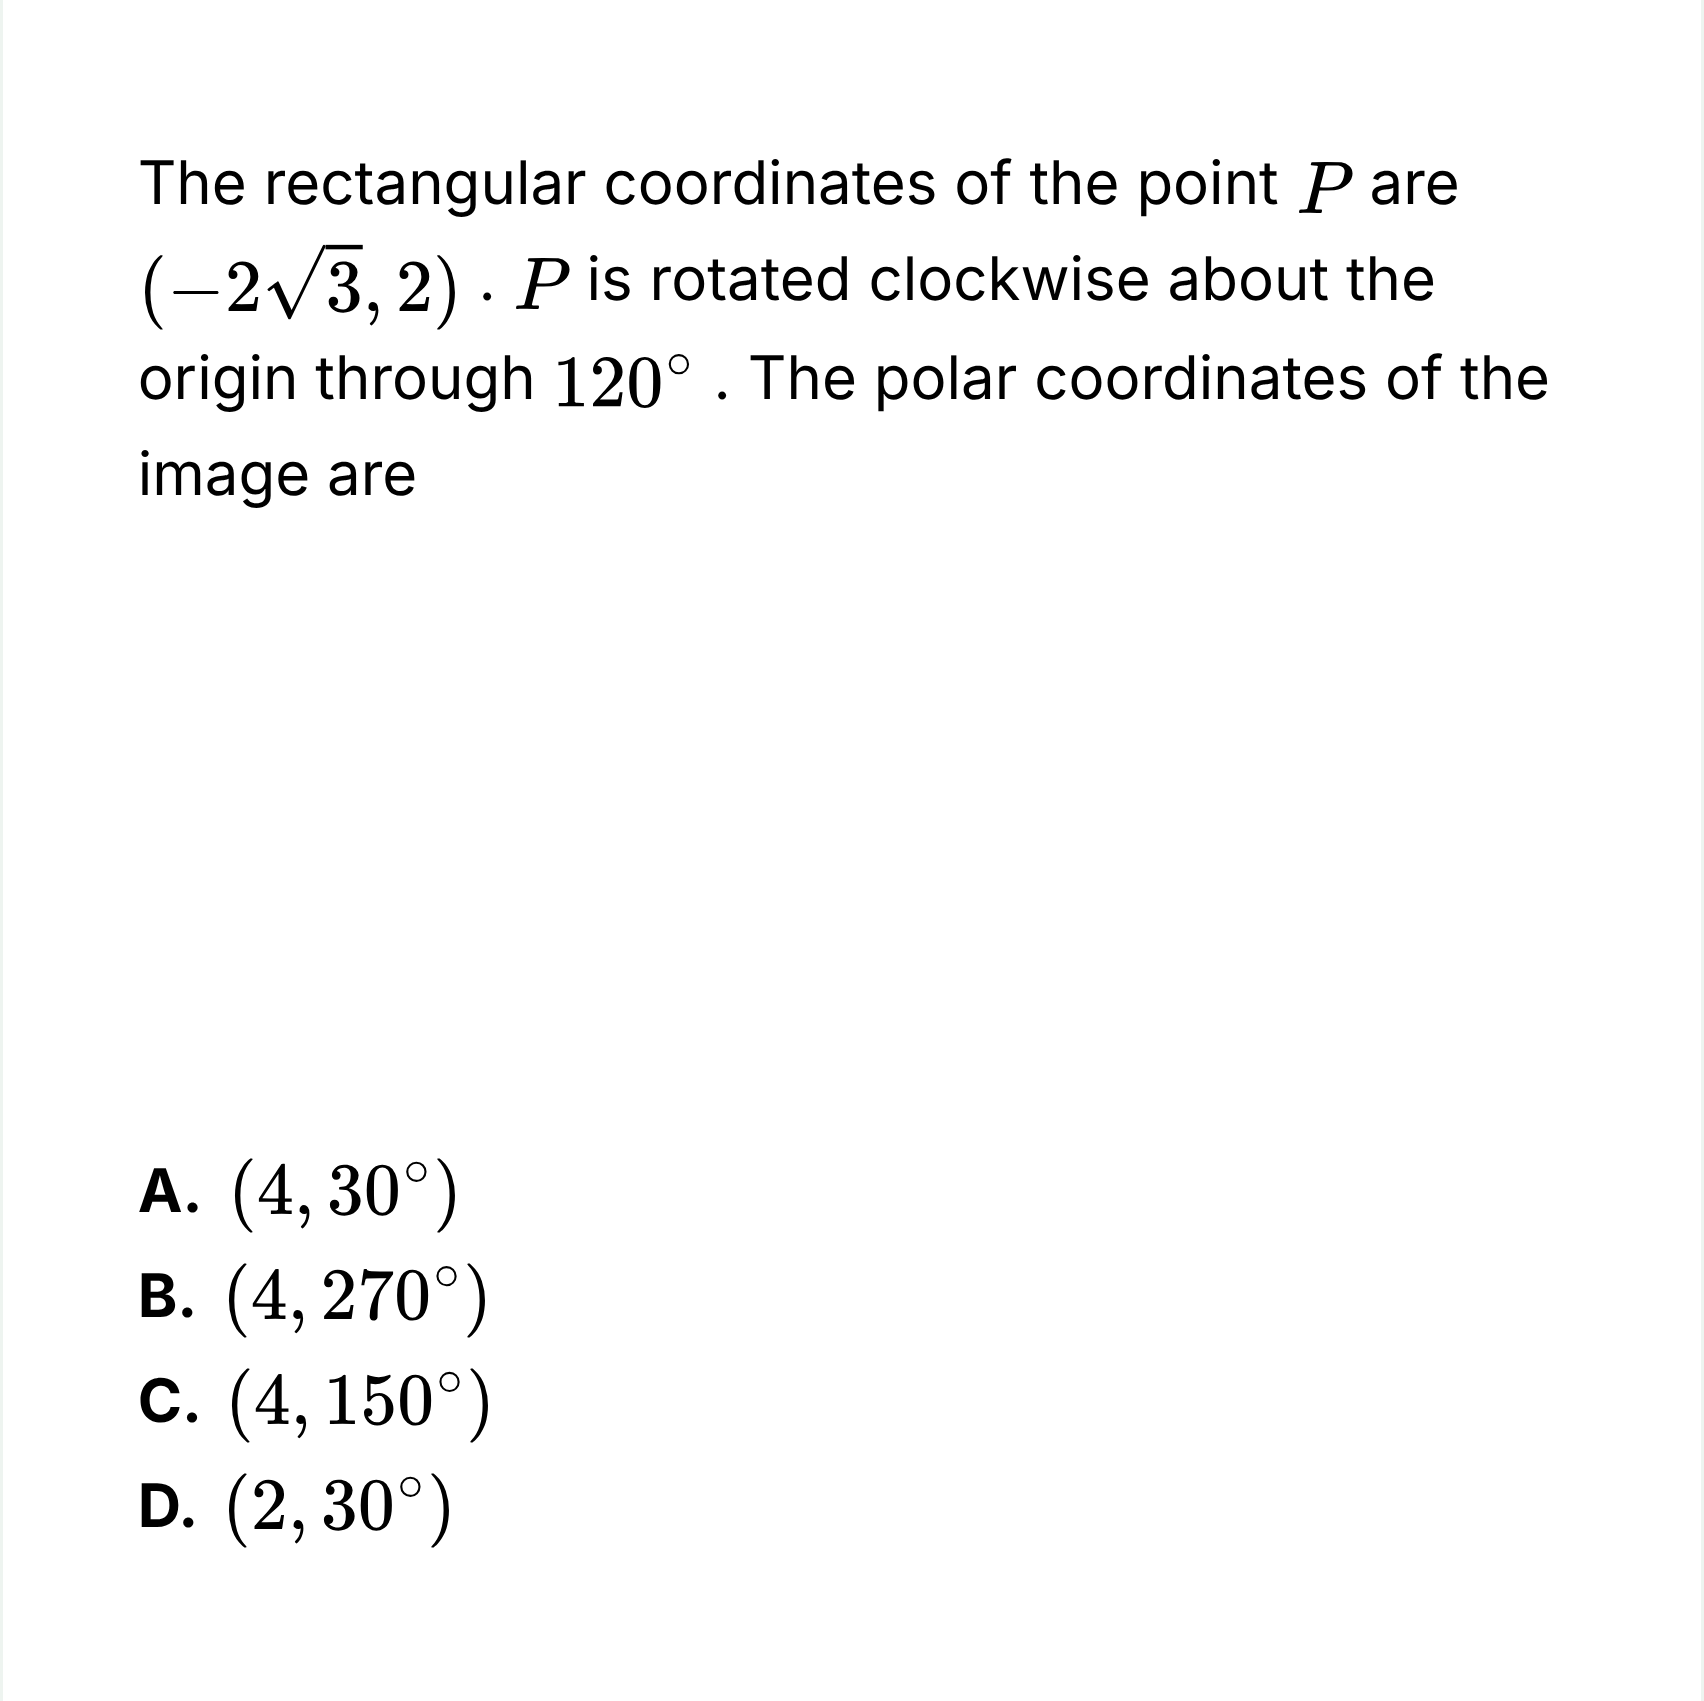 The rectangular coordinates of the point P are
(−2√3, 2) . P is rotated clockwise about the
origin through 120° . The polar coordinates of the
image are
A. (4, 30°)
B. (4, 270°)
C. (4, 150°)
D. (2, 30°)